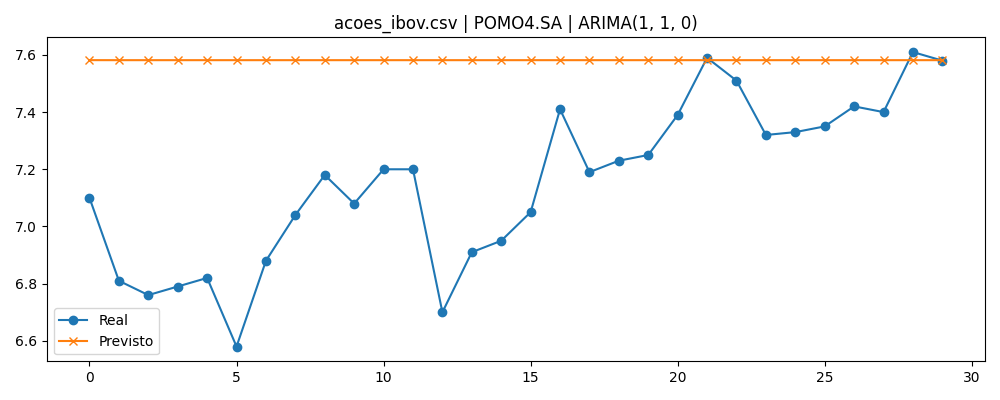 acoes_ibov.csv | POMO4.SA | ARIMA(1, 1, 0)
7.6
7.4
7.2
7.0
6.8
6.6
Real
Previsto
0 5 10 15 20 25 30